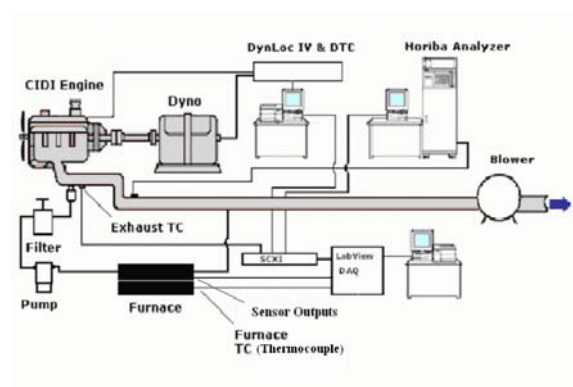 DynLoc IV & DTC
Horiba Analyzer
CIDI Engine
Dyno
Blower
Exhaust TC
Filter
SCXI
LabView
DAQ
Pump
Furnace
Sensor Outputs
Furnace
TC (Thermocouple)